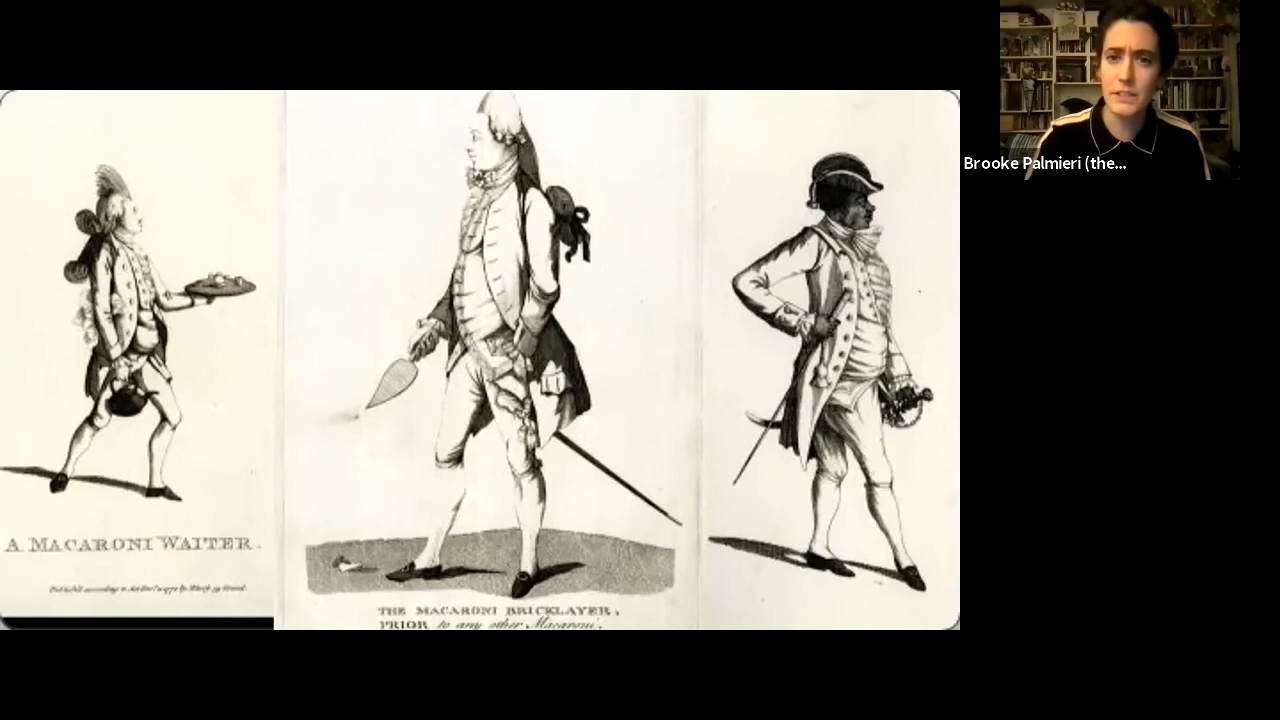 A MACARONI WAITER.
THE MACARONI BRICKLAYER,
PRIOR to any other Macaroni.
Brooke Palmieri (the...